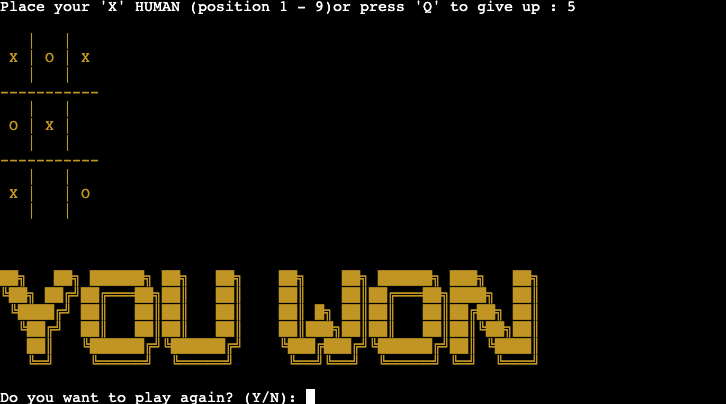 Place your 'X' HUMAN (position 1 - 9)or press 'Q' to give up : 5
X | O | X
O | X |
X |   | O
YOU WON
Do you want to play again? (Y/N):